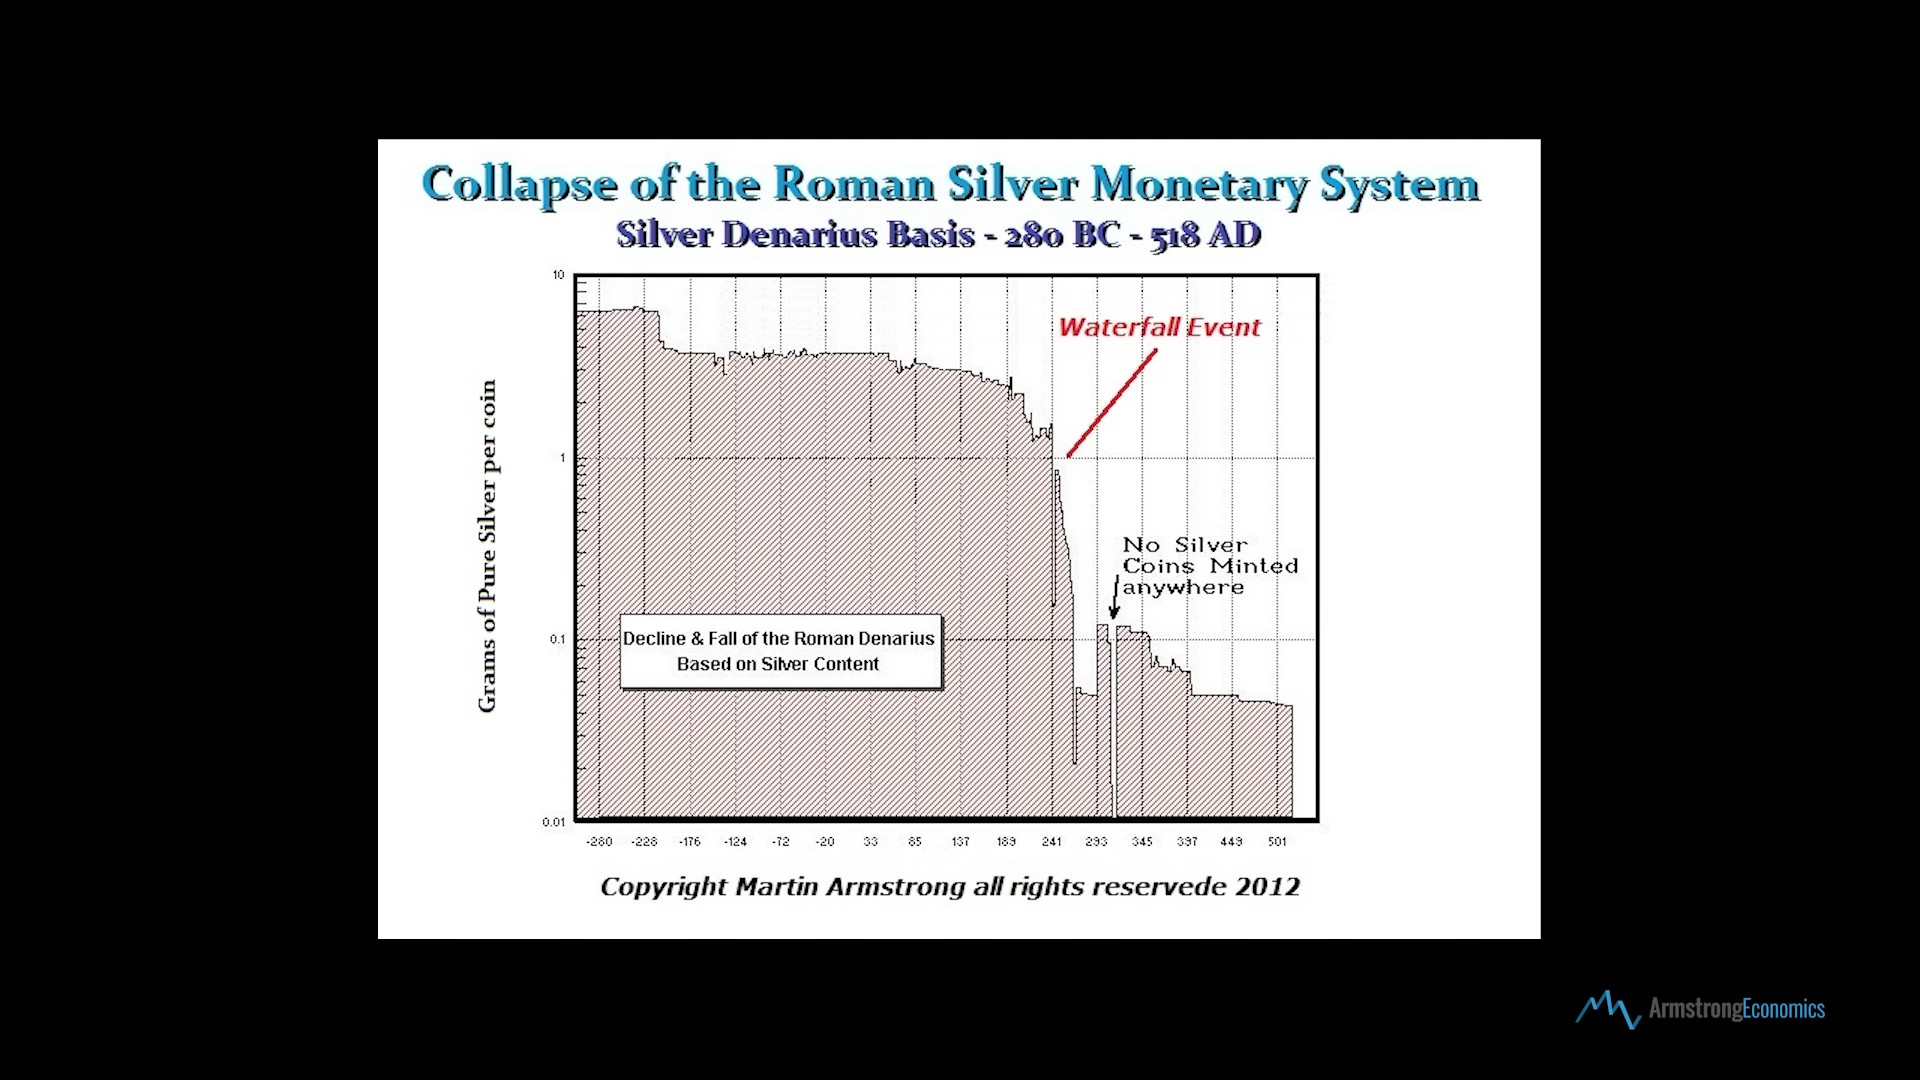 Collapse of the Roman Silver Monetary System
Silver Denarius Basis - 280 BC - 518 AD
Grams of Pure Silver per coin
10
1
0.1
0.01
Waterfall Event
No Silver
Coins Minted
anywhere
Decline & Fall of the Roman Denarius
Based on Silver Content
-280 -228 -176 -124 -72 -20 33 85 137 189 241 293 345 397 449 501
Copyright Martin Armstrong all rights reservede 2012
ArmstrongEconomics